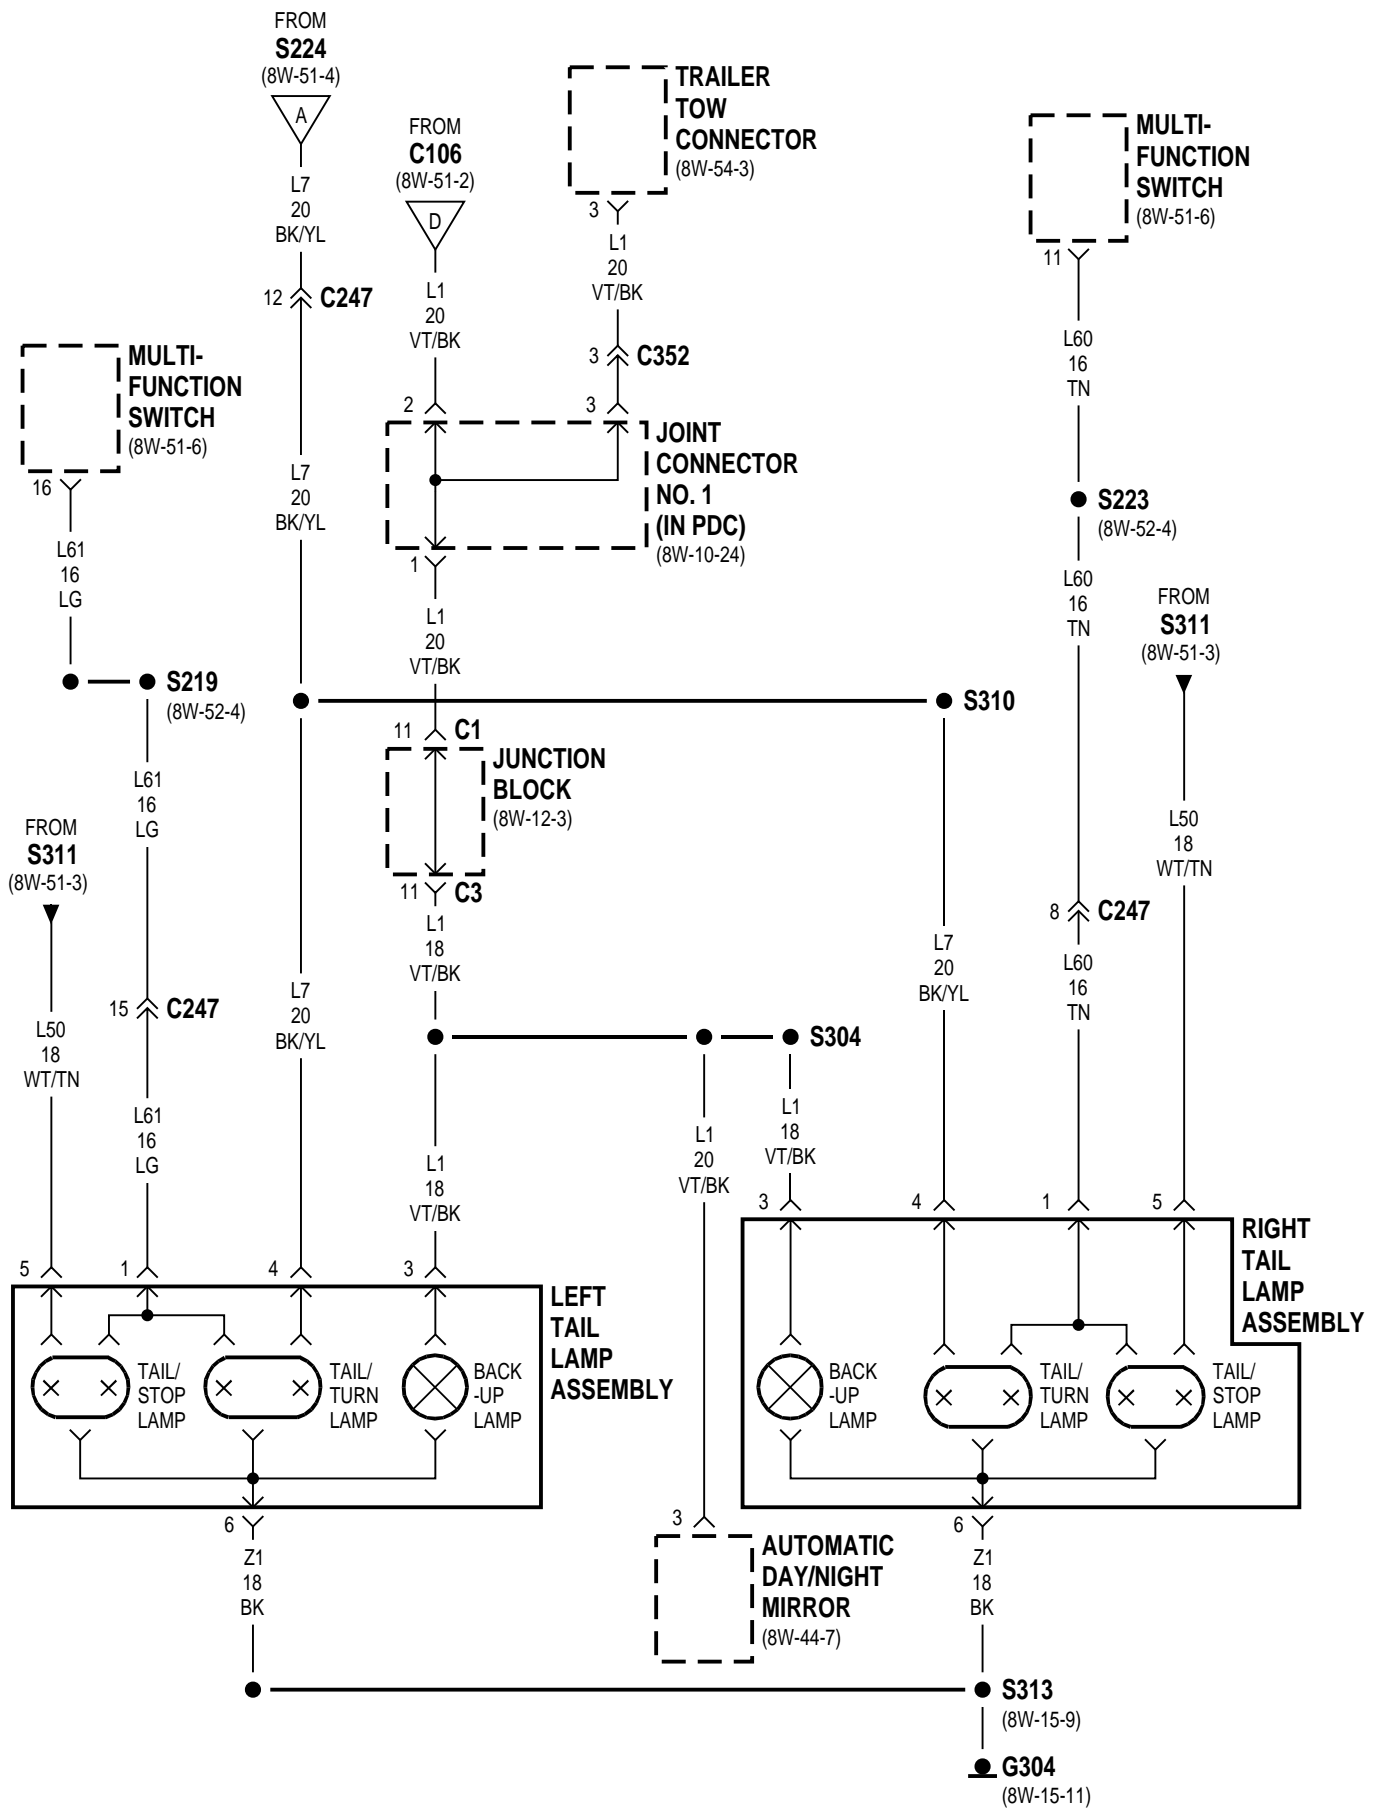 FROM
S224
(8W-51-4)
A
L7
20
BK/YL
12 C247
L7
20
BK/YL
FROM
C106
(8W-51-2)
D
L1
20
VT/BK
2
TRAILER
TOW
CONNECTOR
(8W-54-3)
3
L1
20
VT/BK
3 C352
3
JOINT
CONNECTOR
NO. 1
(IN PDC)
(8W-10-24)
1
L1
20
VT/BK
MULTI-
FUNCTION
SWITCH
(8W-51-6)
11
L60
16
TN
S223
(8W-52-4)
L60
16
TN
FROM
S311
(8W-51-3)
MULTI-
FUNCTION
SWITCH
(8W-51-6)
16
L61
16
LG
S219
(8W-52-4)
L61
16
LG
S310
11 C1
JUNCTION
BLOCK
(8W-12-3)
11 C3
L1
18
VT/BK
FROM
S311
(8W-51-3)
L50
18
WT/TN
15 C247
L61
16
LG
L7
20
BK/YL
L7
20
BK/YL
8 C247
L60
16
TN
L50
18
WT/TN
S304
L1
18
VT/BK
L1
20
VT/BK
L1
18
VT/BK
5
1
4
3
LEFT
TAIL
LAMP
ASSEMBLY
TAIL/
STOP
LAMP
TAIL/
TURN
LAMP
BACK
-UP
LAMP
3
4
1
5
RIGHT
TAIL
LAMP
ASSEMBLY
BACK
-UP
LAMP
TAIL/
TURN
LAMP
TAIL/
STOP
LAMP
6
Z1
18
BK
3
AUTOMATIC
DAY/NIGHT
MIRROR
(8W-44-7)
6
Z1
18
BK
S313
(8W-15-9)
G304
(8W-15-11)